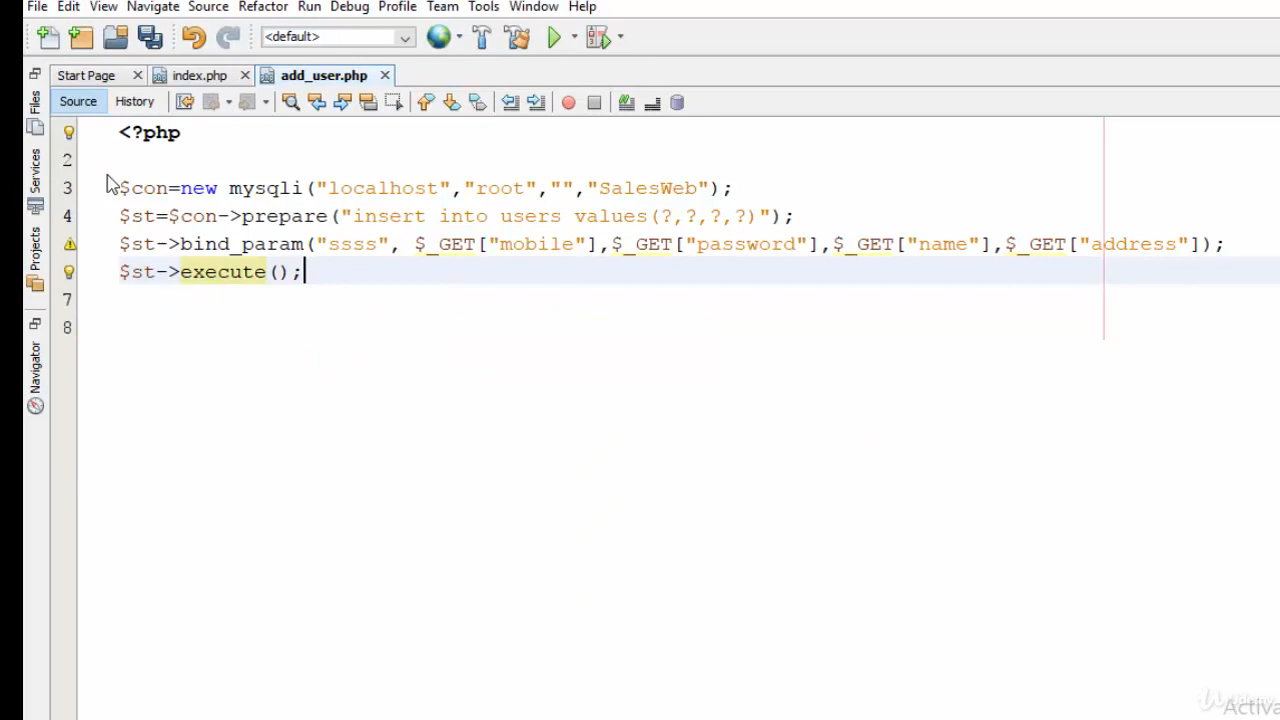 File Edit View Navigate Source Refactor Run Debug Profile Team Tools Window Help
<default>
Start Page index.php add_user.php
Source History
Files
Services
Projects
Navigator
<?php
2
3 $con=new mysqli("localhost","root","","SalesWeb");
4 $st=$con->prepare("insert into users values(?,?,?,?)");
$st->bind_param("ssss", $_GET["mobile"],$_GET["password"],$_GET["name"],$_GET["address"]);
$st->execute();
7
8
Udemy
Activa